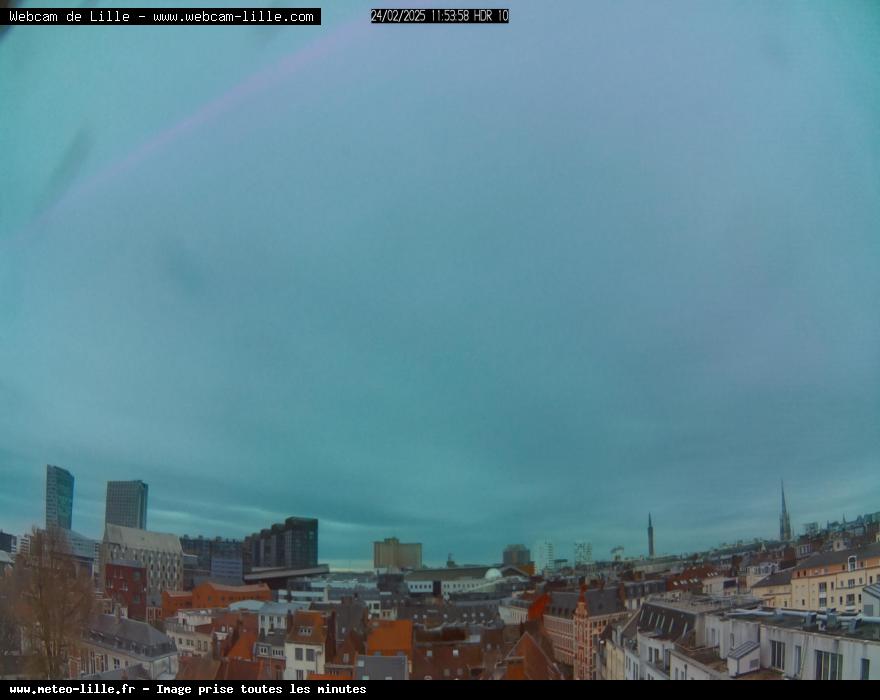 Webcam de Lille - www.webcam-lille.com
24/02/2025 11:53:58 HDR 10
www.meteo-lille.fr - Image prise toutes les minutes